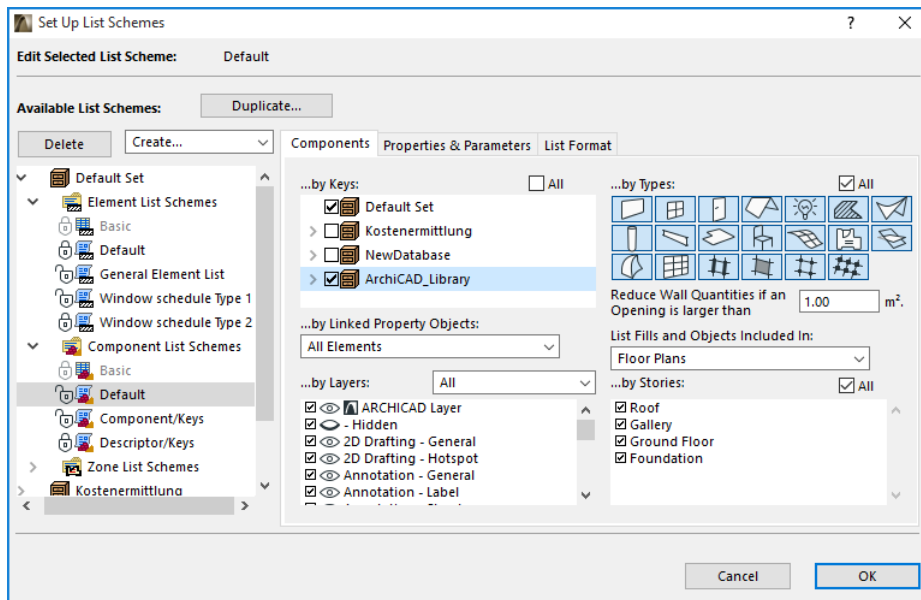 Set Up List Schemes
Edit Selected List Scheme: Default
Available List Schemes: Duplicate...
Delete Create...
Default Set
Element List Schemes
Basic
Default
General Element List
Window schedule Type 1
Window schedule Type 2
Component List Schemes
Basic
Default
Component/Keys
Descriptor/Keys
Zone List Schemes
Kostenermittlung
Components Properties & Parameters List Format
...by Keys: All
Default Set
Kostenermittlung
NewDatabase
ArchiCAD_Library
...by Linked Property Objects:
All Elements
...by Layers: All
ARCHICAD Layer
- Hidden
2D Drafting - General
2D Drafting - Hotspot
Annotation - General
Annotation - Label
...by Types: All
Reduce Wall Quantities if an
Opening is larger than 1.00 m².
List Fills and Objects Included In:
Floor Plans
...by Stories: All
Roof
Gallery
Ground Floor
Foundation
Cancel OK